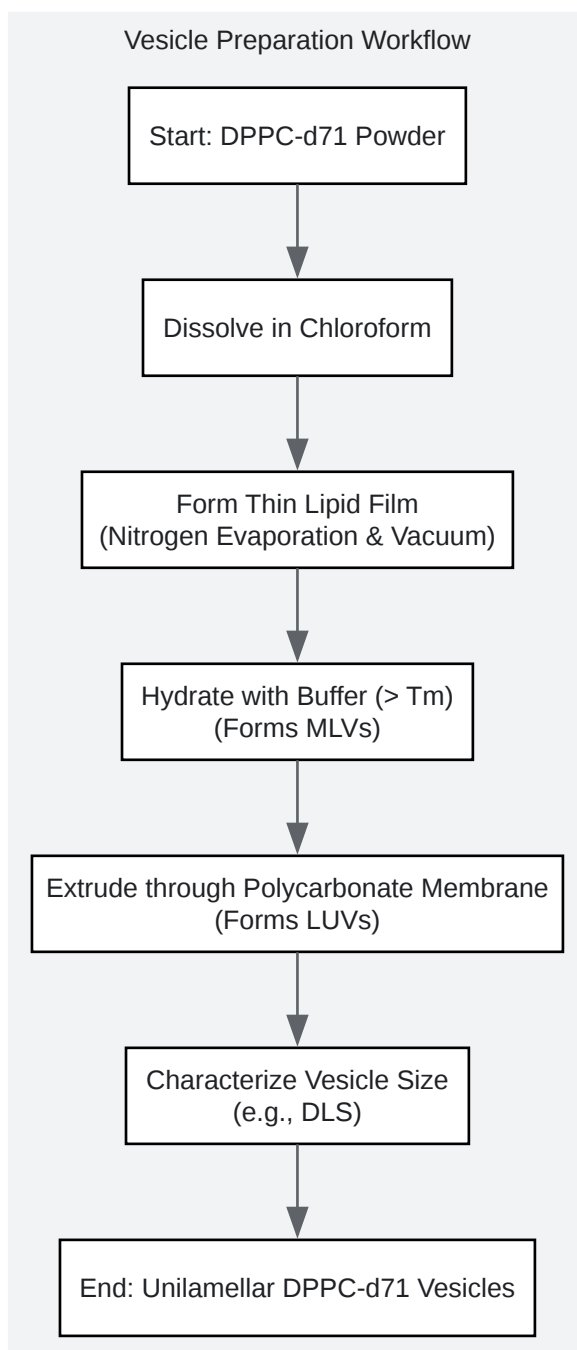 Vesicle Preparation Workflow
Start: DPPC-d71 Powder
Dissolve in Chloroform
Form Thin Lipid Film
(Nitrogen Evaporation & Vacuum)
Hydrate with Buffer (> Tm)
(Forms MLVs)
Extrude through Polycarbonate Membrane
(Forms LUVs)
Characterize Vesicle Size
(e.g., DLS)
End: Unilamellar DPPC-d71 Vesicles